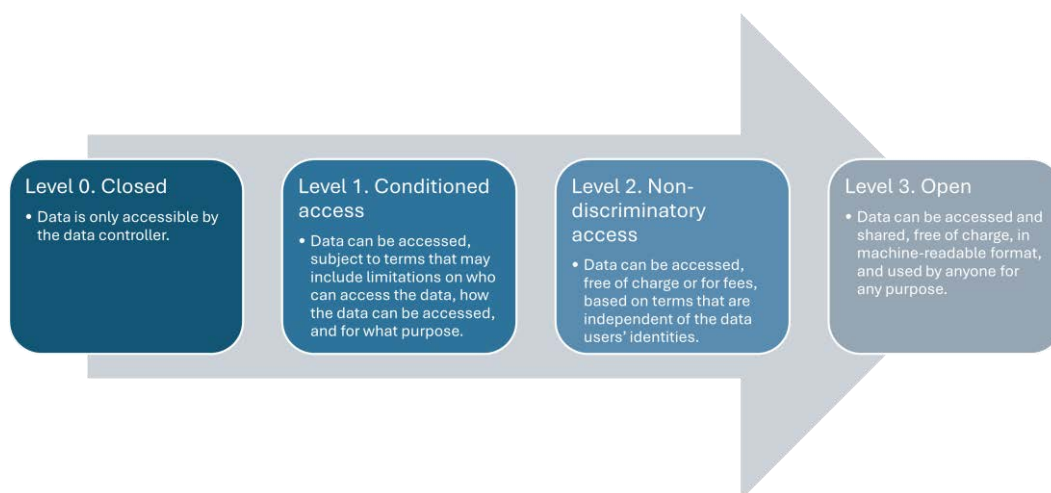 Level 0. Closed
• Data is only accessible by
the data controller.
Level 1. Conditioned
access
• Data can be accessed,
subject to terms that may
include limitations on who
can access the data, how
the data can be accessed,
and for what purpose.
Level 2. Non-
discriminatory
access
• Data can be accessed,
free of charge or for fees,
based on terms that are
independent of the data
users' identities.
Level 3. Open
• Data can be accessed and
shared, free of charge, in
machine-readable format,
and used by anyone for
any purpose.